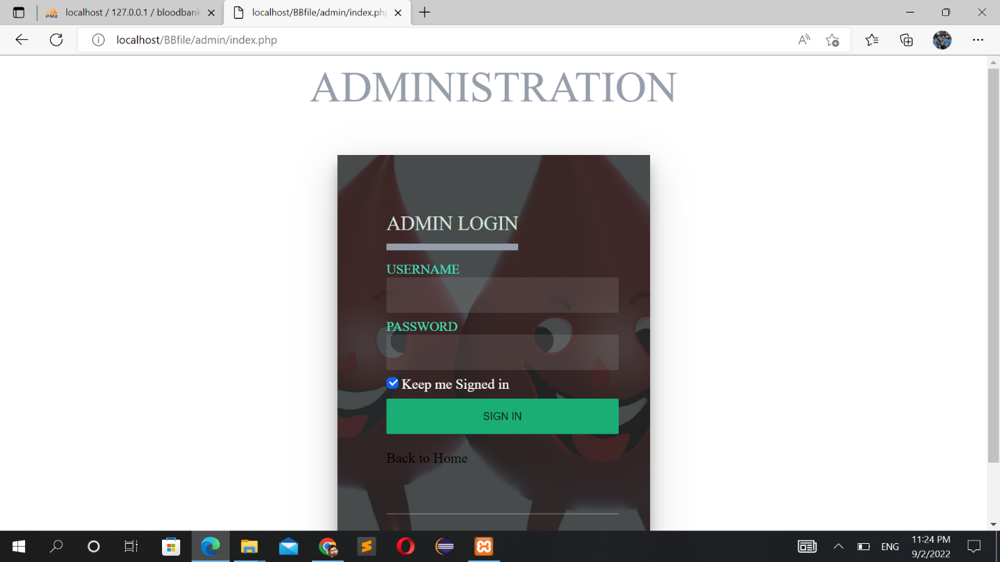 localhost / 127.0.0.1 / bloodbank
localhost/BBfile/admin/index.ph
localhost/BBfile/admin/index.php
ADMINISTRATION
ADMIN LOGIN
USERNAME
PASSWORD
Keep me Signed in
SIGN IN
Back to Home
ENG
11:24 PM
9/2/2022